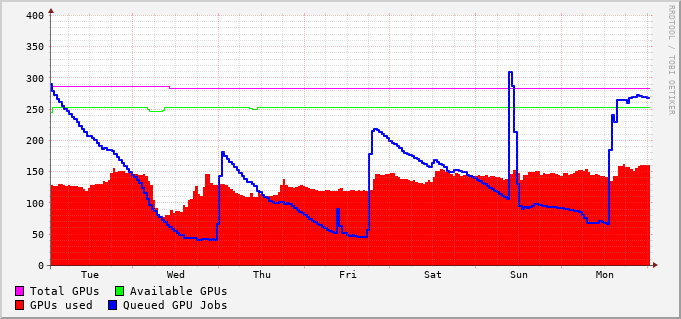 RRDTOOL / TOBI OETIKER
400
350
300
250
200
150
100
50
0
Tue Wed Thu Fri Sat Sun Mon
Total GPUs Available GPUs
GPUs used Queued GPU Jobs